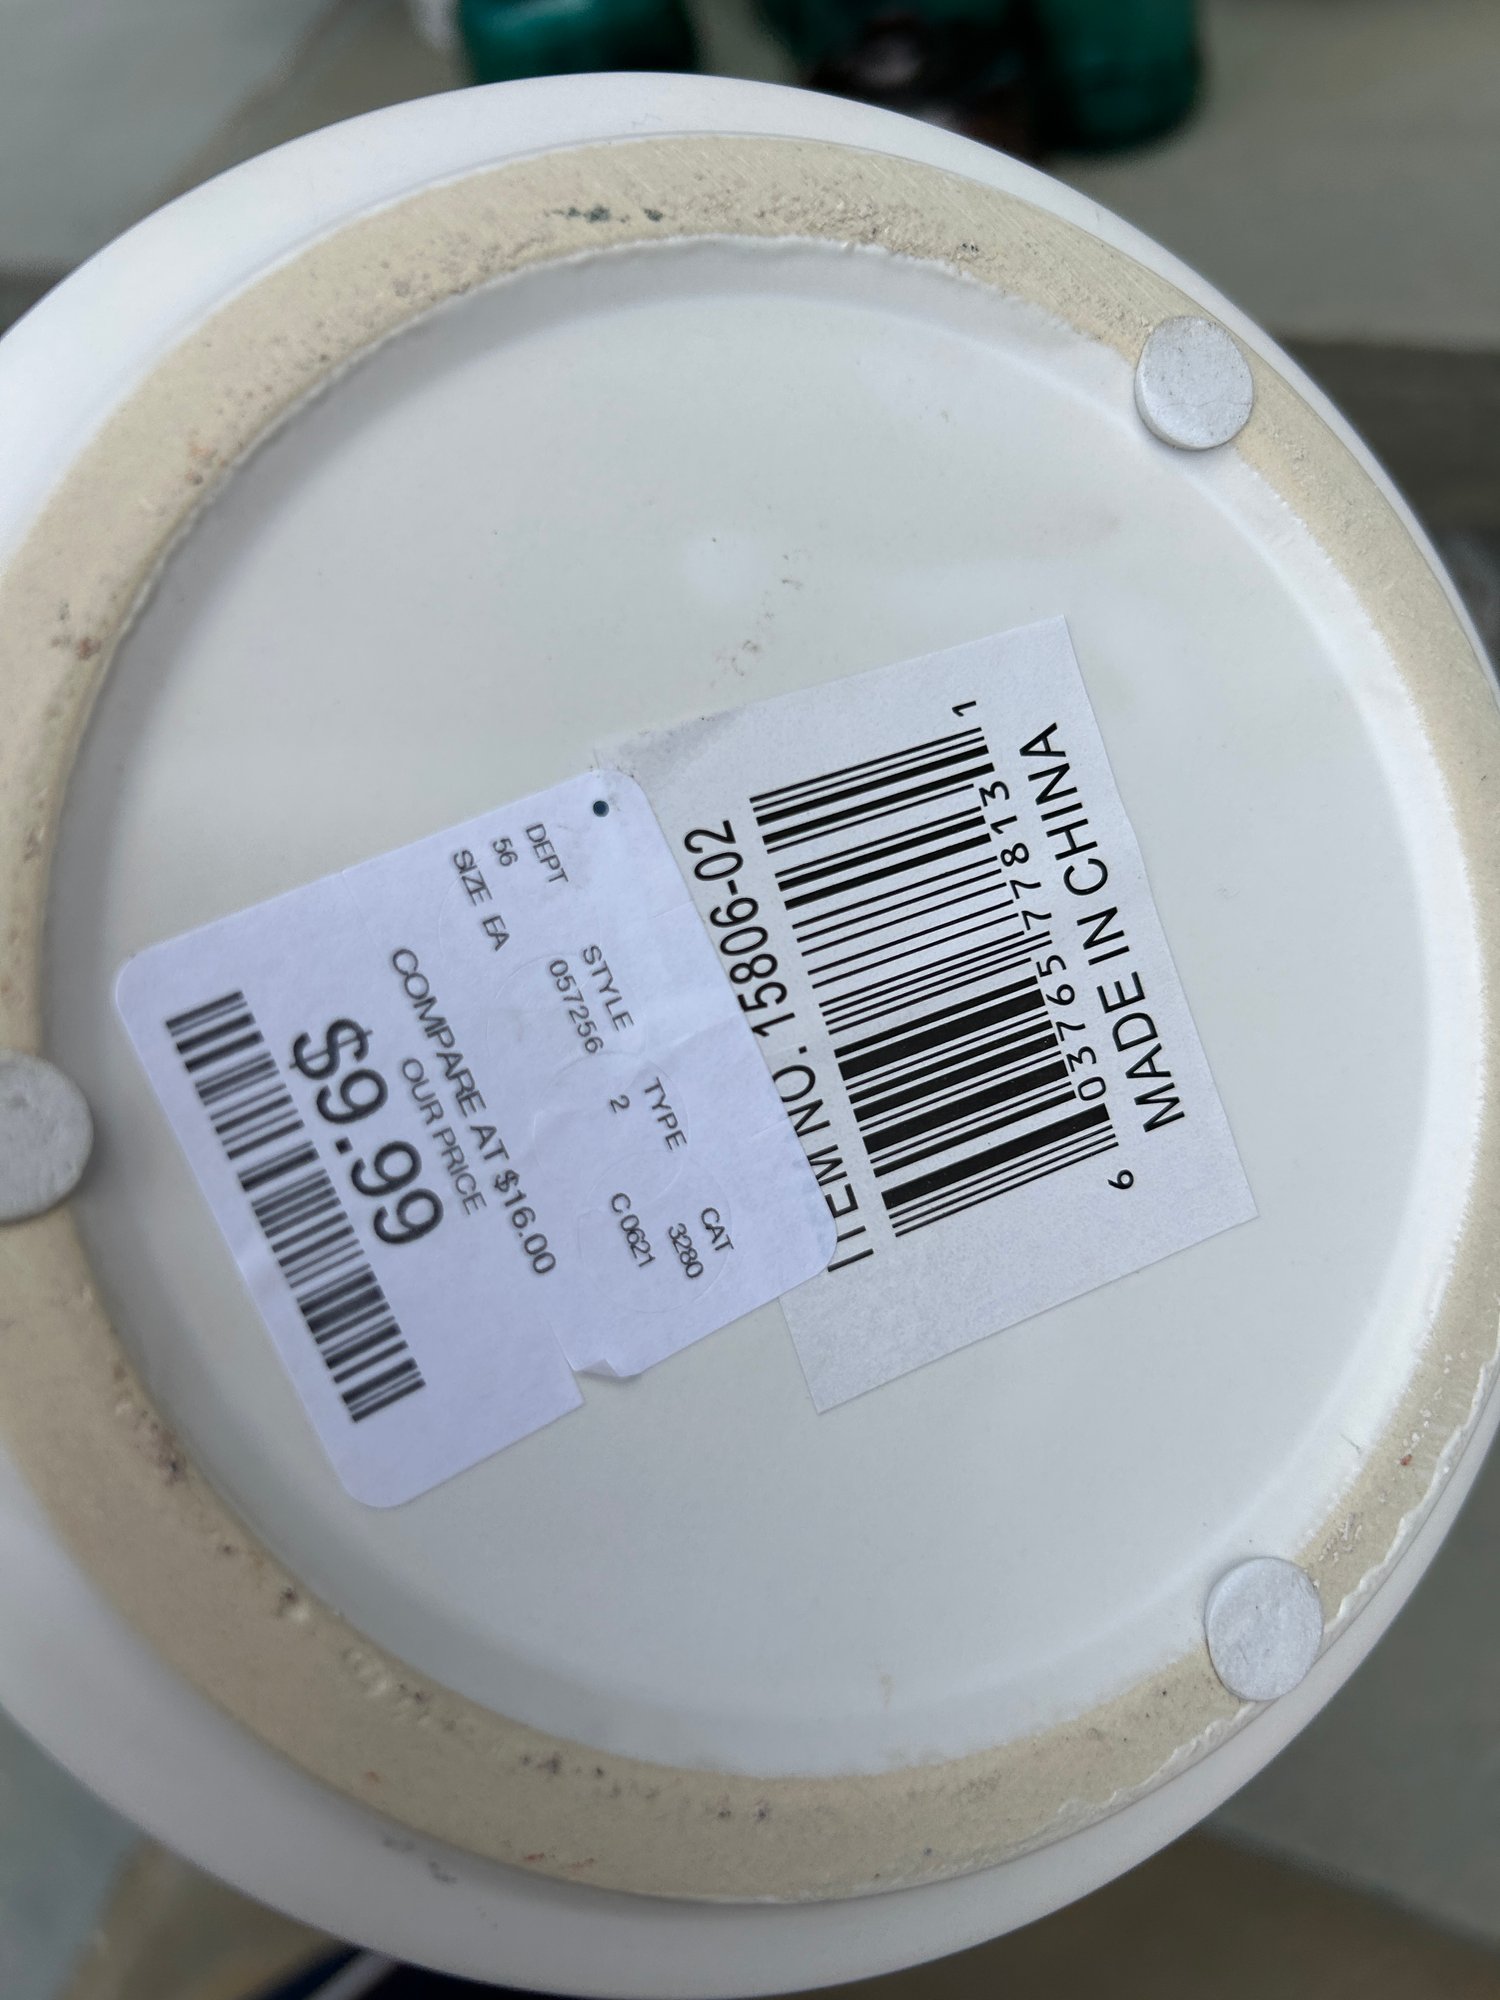 DEPT STYLE TYPE CAT
56 057256 2 3280
SIZE EA C0621
COMPARE AT $16.00
OUR PRICE
$9.99
ITEM NO.15806-02
6 03765 77813 1
MADE IN CHINA